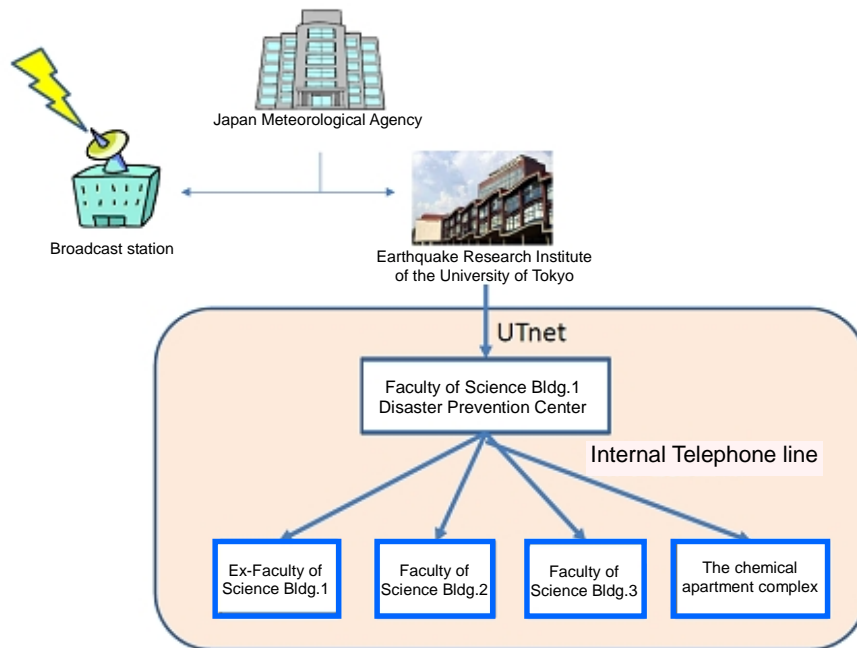 Japan Meteorological Agency
Broadcast station
Earthquake Research Institute
of the University of Tokyo
UTnet
Faculty of Science Bldg.1
Disaster Prevention Center
Internal Telephone line
Ex-Faculty of
Science Bldg.1
Faculty of
Science Bldg.2
Faculty of
Science Bldg.3
The chemical
apartment complex